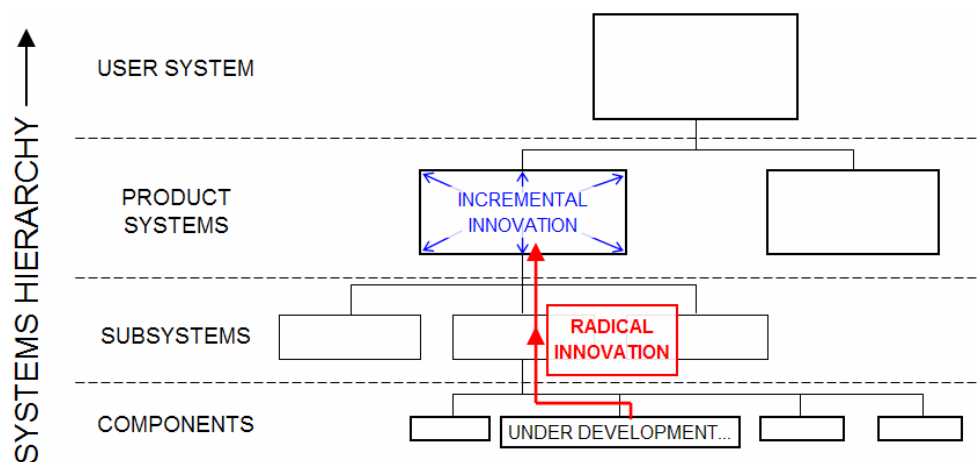 SYSTEMS HIERARCHY
USER SYSTEM
PRODUCT
SYSTEMS
INCREMENTAL
INNOVATION
SUBSYSTEMS
RADICAL
INNOVATION
COMPONENTS
UNDER DEVELOPMENT...